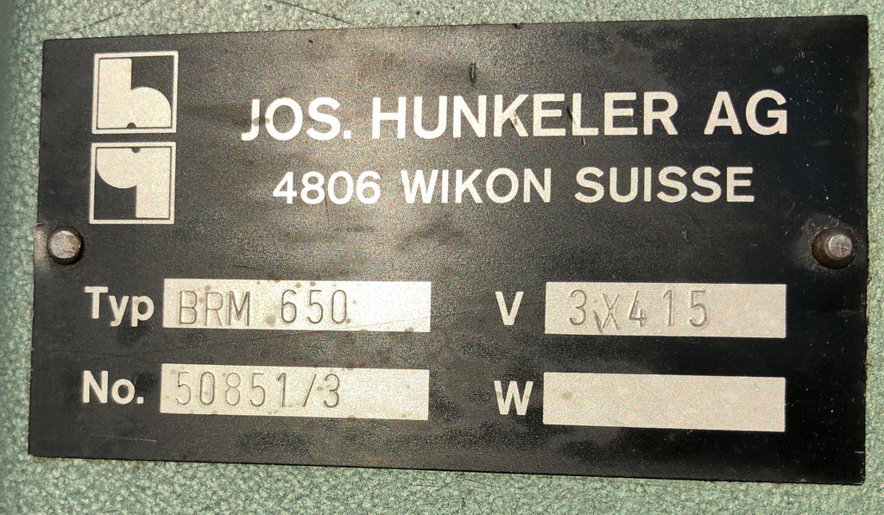 JOS. HUNKELER AG
4806 WIKON SUISSE
Typ BRM 650 V 3X415
No. 50851/3 W